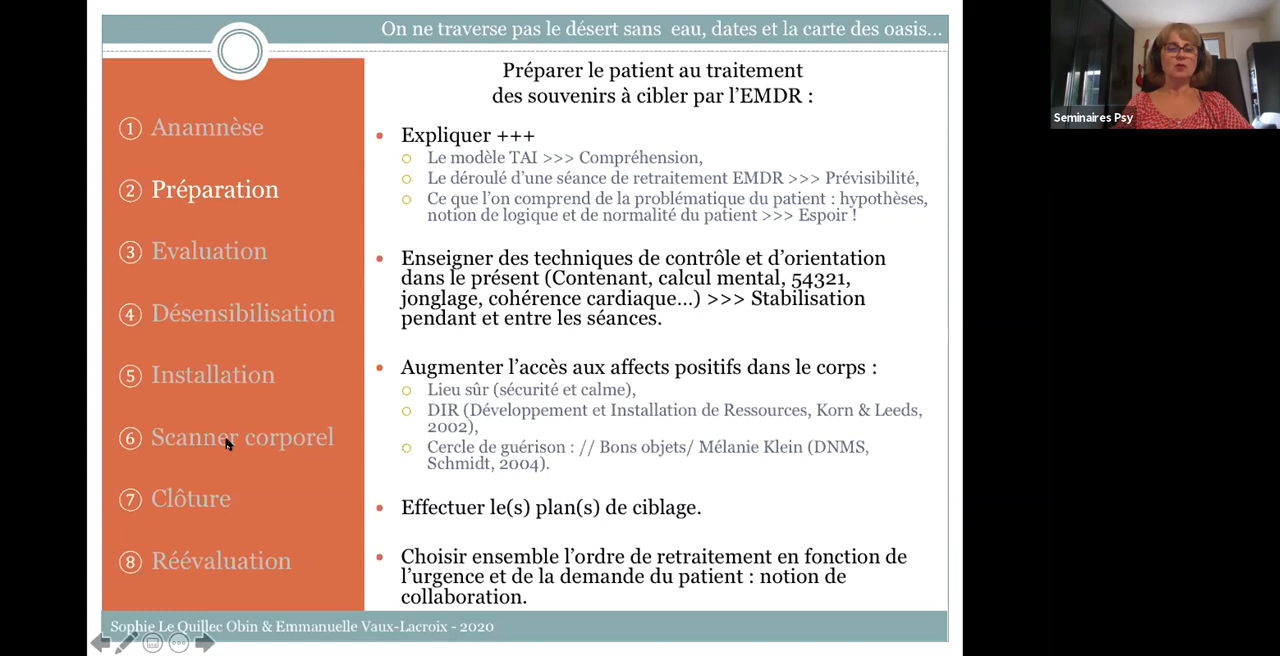 On ne traverse pas le désert sans eau, dates et la carte des oasis...
① Anamnèse
② Préparation
③ Evaluation
④ Désensibilisation
⑤ Installation
⑥ Scanner corporel
⑦ Clôture
⑧ Réévaluation
Préparer le patient au traitement
des souvenirs à cibler par l'EMDR :
• Expliquer +++
○ Le modèle TAI >>> Compréhension,
○ Le déroulé d'une séance de retraitement EMDR >>> Prévisibilité,
○ Ce que l'on comprend de la problématique du patient : hypothèses,
notion de logique et de normalité du patient >>> Espoir !
• Enseigner des techniques de contrôle et d'orientation
dans le présent (Contenant, calcul mental, 54321,
jonglage, cohérence cardiaque...) >>> Stabilisation
pendant et entre les séances.
• Augmenter l'accès aux affects positifs dans le corps :
○ Lieu sûr (sécurité et calme),
○ DIR (Développement et Installation de Ressources, Korn & Leeds,
2002),
○ Cercle de guérison : // Bons objets/ Mélanie Klein (DNMS,
Schmidt, 2004).
• Effectuer le(s) plan(s) de ciblage.
• Choisir ensemble l'ordre de retraitement en fonction de
l'urgence et de la demande du patient : notion de
collaboration.
Sophie Le Quillec Obin & Emmanuelle Vaux-Lacroix - 2020
Seminaires Psy